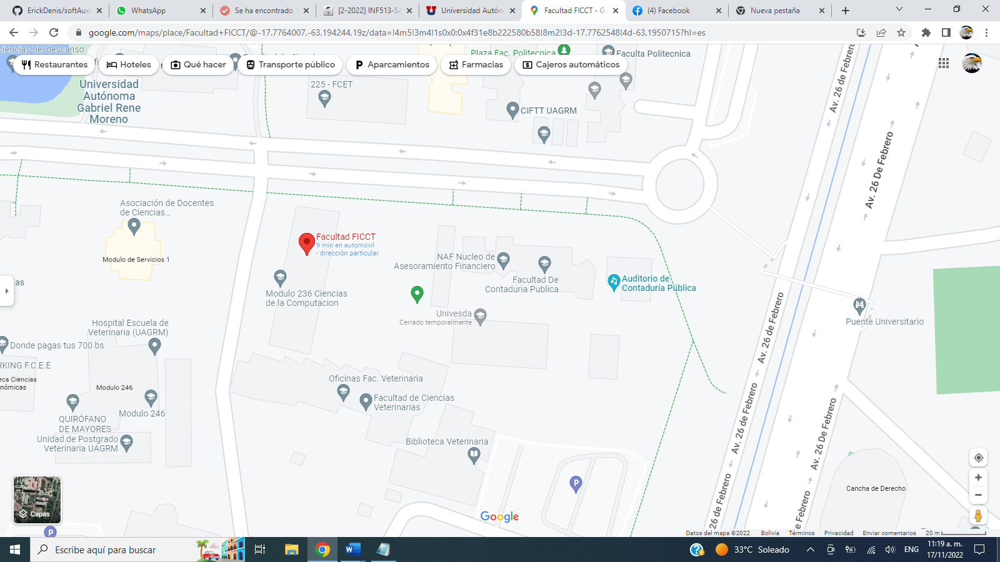 ErickDenis/softAuxi
WhatsApp
Se ha encontrado
[2-2022] INF513-SA
Universidad Autón
Facultad FICCT - Go
(4) Facebook
Nueva pestaña
google.com/maps/place/Facultad+FICCT/@-17.7764007,-63.194244,19z/data=!4m5!3m4!1s0x0:0x4f31e8b222580b58!8m2!3d-17.7762548!4d-63.1950715?hl=es
ciencias del descanso
Plaza Fac. Politecnica
Faculta Politecnica
Restaurantes
Hoteles
Qué hacer
Transporte público
Aparcamientos
Farmacias
Cajeros automáticos
Universidad
Autónoma
Gabriel Rene
Moreno
225 - FCET
CIFTT UAGRM
Av. 26 de Febrero
Av. 26 De Febrero
Asociación de Docentes
de Ciencias...
Modulo de Servicios 1
Facultad FICCT
9 min en automóvil
- dirección particular
NAF Nucleo de
Asesoramiento Financiero
Facultad De
Contaduria Publica
Auditorio de
Contaduría Pública
Modulo 236 Ciencias
de la Computacion
as
Univesda
Cerrado temporalmente
Puente Universitario
Hospital Escuela de
Veterinaria (UAGRM)
Donde pagas tus 700 bs
RKING F.C.E.E
eca Ciencias
nómicas
Modulo 246
Modulo 246
Oficinas Fac. Veterinaria
Facultad de Ciencias
Veterinarias
QUIRÓFANO
DE MAYORES
Unidad de Postgrado
Veterinaria UAGRM
Biblioteca Veterinaria
Av. 26 de Febrero
Av. 26 de Febrero
Av. 26 De Febrero
26 de Febrero
e Febrero
P
P
Cancha de Derecho
Capas
Google
Datos del mapa ©2022
Bolivia
Términos
Privacidad
Enviar comentarios
20 m
Escribe aquí para buscar
33°C Soleado
ENG
11:19 a. m.
17/11/2022